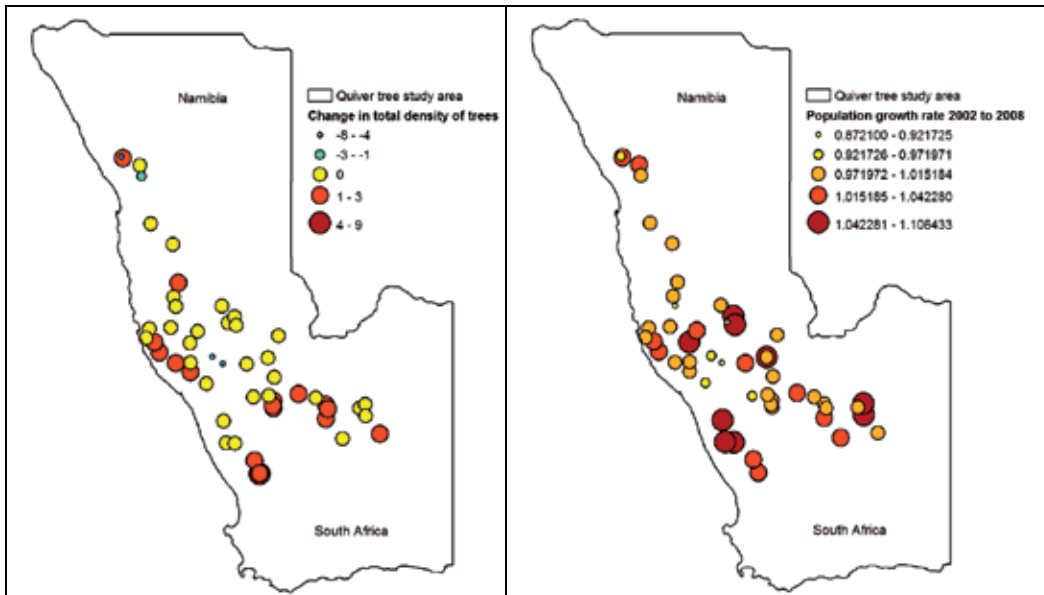 Namibia
Quiver tree study area
Change in total density of trees
-8 - -4
-3 - -1
0
1 - 3
4 - 9
South Africa
Namibia
Quiver tree study area
Population growth rate 2002 to 2008
0.872100 - 0.921725
0.921726 - 0.971971
0.971972 - 1.015184
1.015185 - 1.042280
1.042281 - 1.106433
South Africa